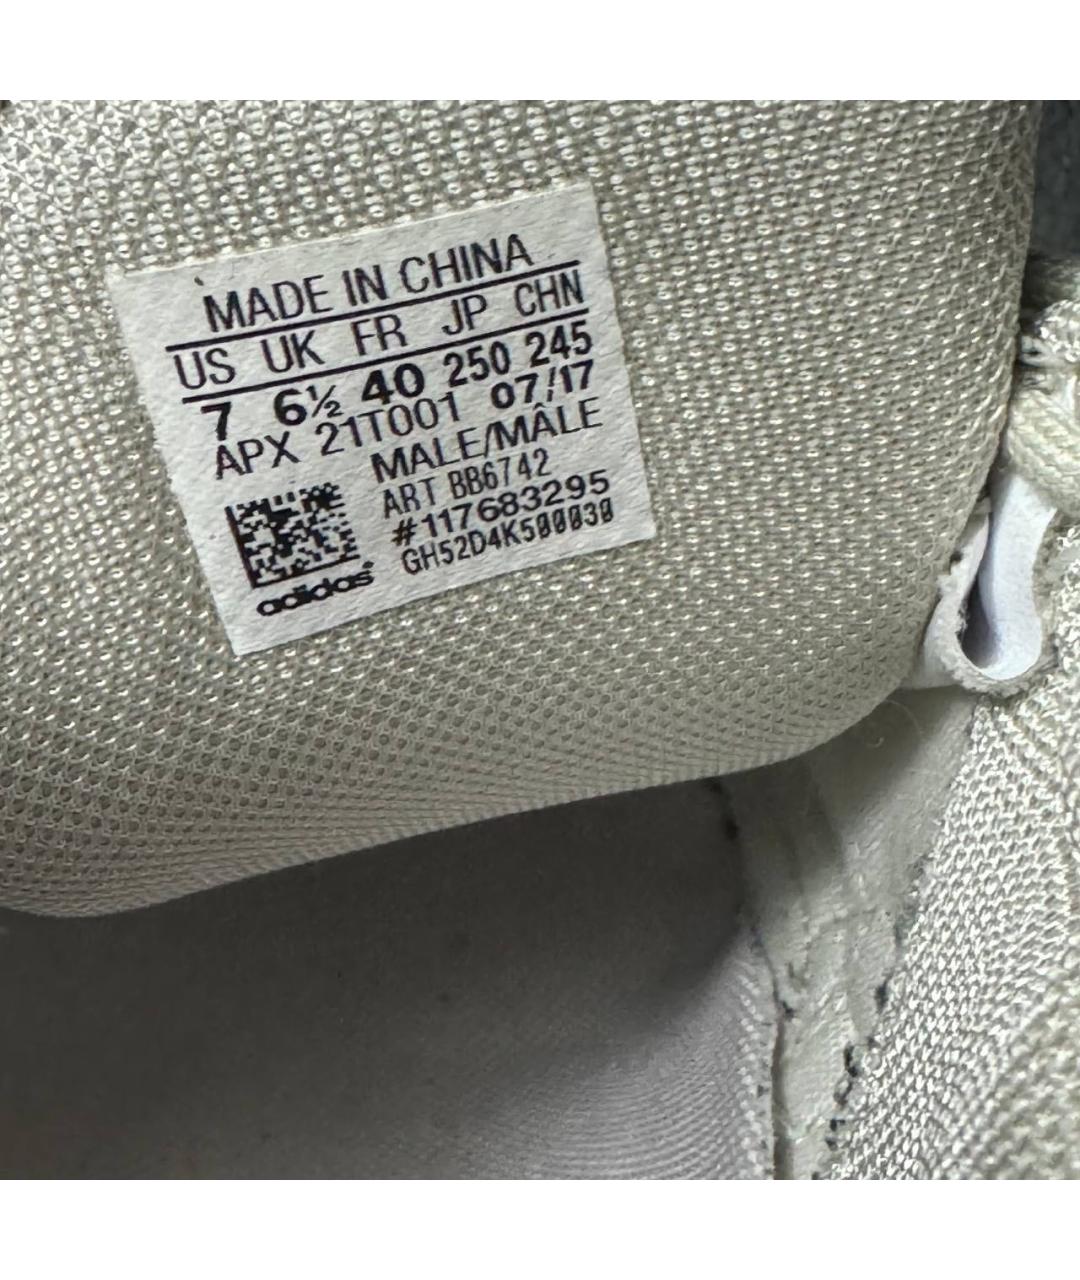 MADE IN CHINA
US UK FR JP CHN
7 6½ 40 250 245
APX 21T001 07/17
MALE/MÂLE
ART BB6742
#117683295
GH52D4K500030
adidas